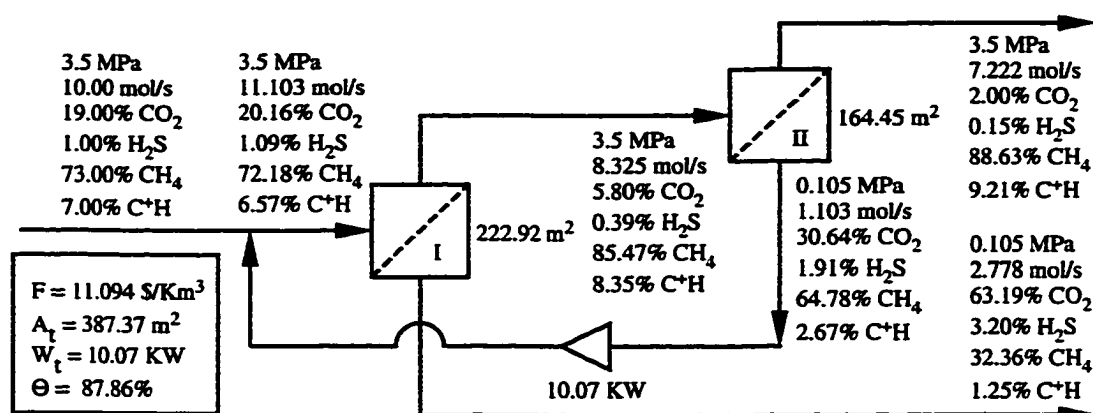 3.5 MPa
10.00 mol/s
19.00% CO₂
1.00% H₂S
73.00% CH₄
7.00% C⁺H
3.5 MPa
11.103 mol/s
20.16% CO₂
1.09% H₂S
72.18% CH₄
6.57% C⁺H
I
222.92 m²
3.5 MPa
8.325 mol/s
5.80% CO₂
0.39% H₂S
85.47% CH₄
8.35% C⁺H
II
164.45 m²
3.5 MPa
7.222 mol/s
2.00% CO₂
0.15% H₂S
88.63% CH₄
9.21% C⁺H
0.105 MPa
1.103 mol/s
30.64% CO₂
1.91% H₂S
64.78% CH₄
2.67% C⁺H
0.105 MPa
2.778 mol/s
63.19% CO₂
3.20% H₂S
32.36% CH₄
1.25% C⁺H
10.07 KW
F = 11.094 $/Km³
Aₜ = 387.37 m²
Wₜ = 10.07 KW
Θ = 87.86%